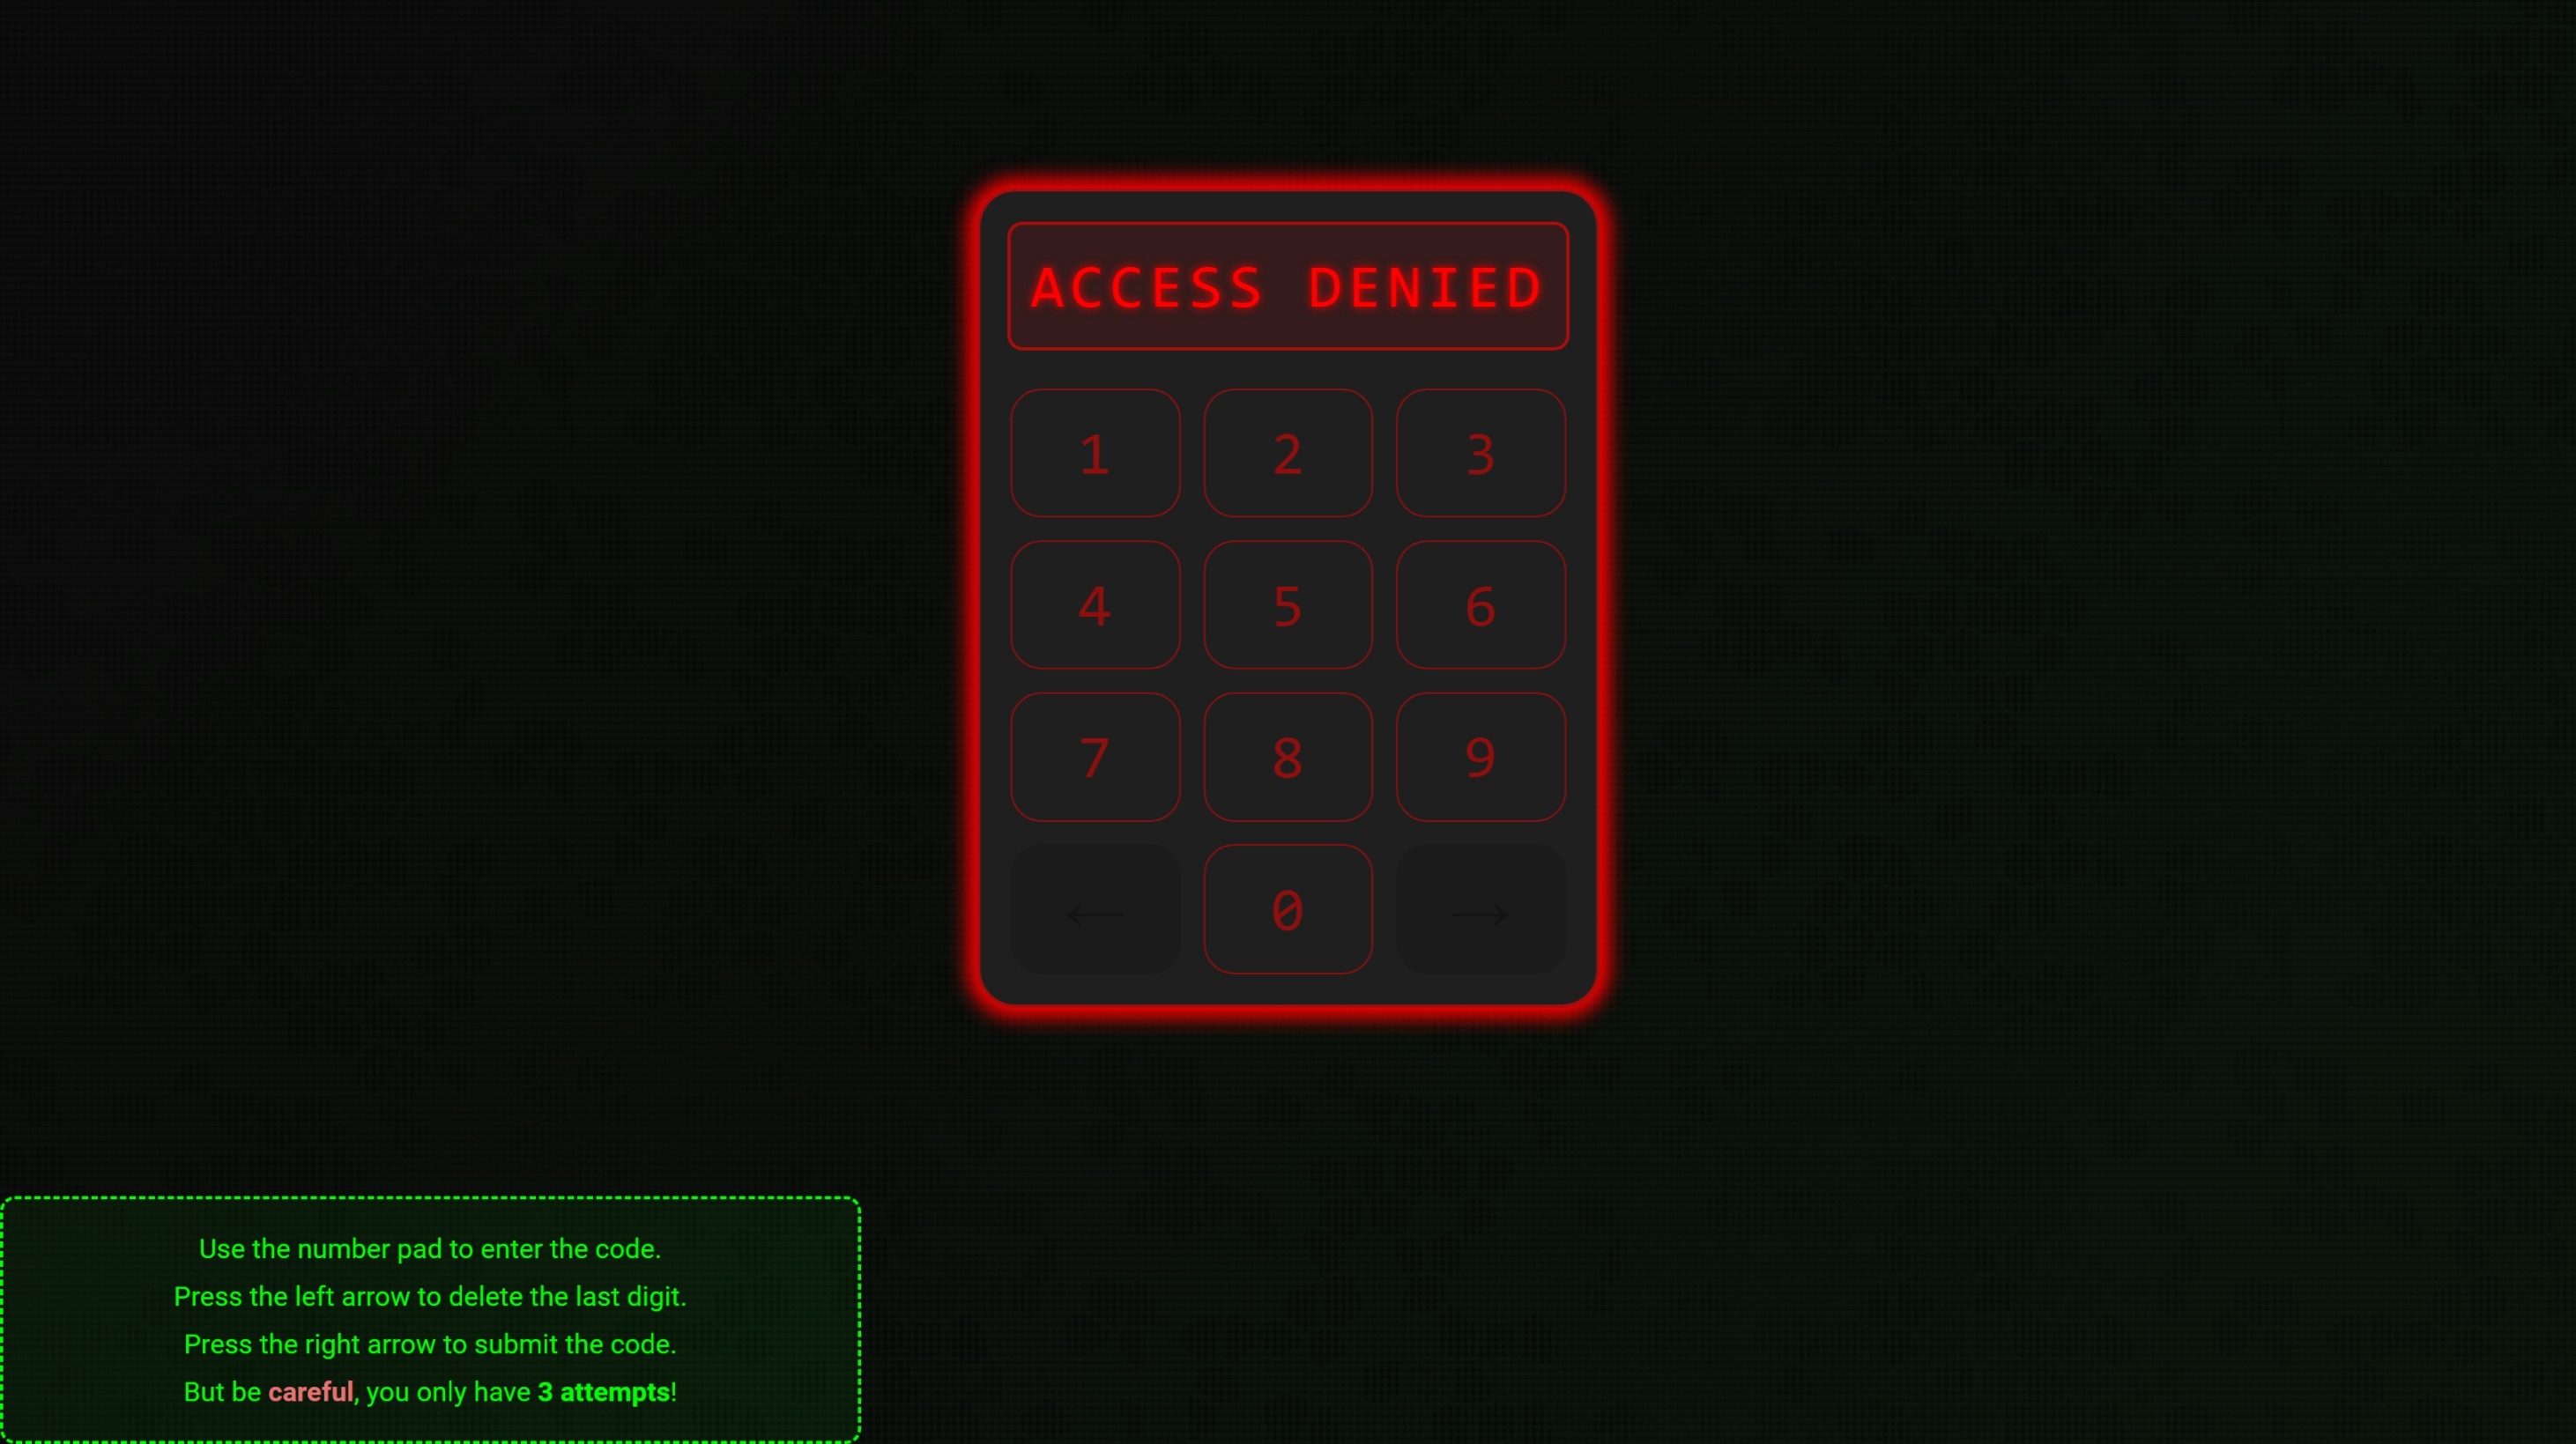 ACCESS DENIED
1 2 3
4 5 6
7 8 9
← 0 →
Use the number pad to enter the code.
Press the left arrow to delete the last digit.
Press the right arrow to submit the code.
But be careful, you only have 3 attempts!